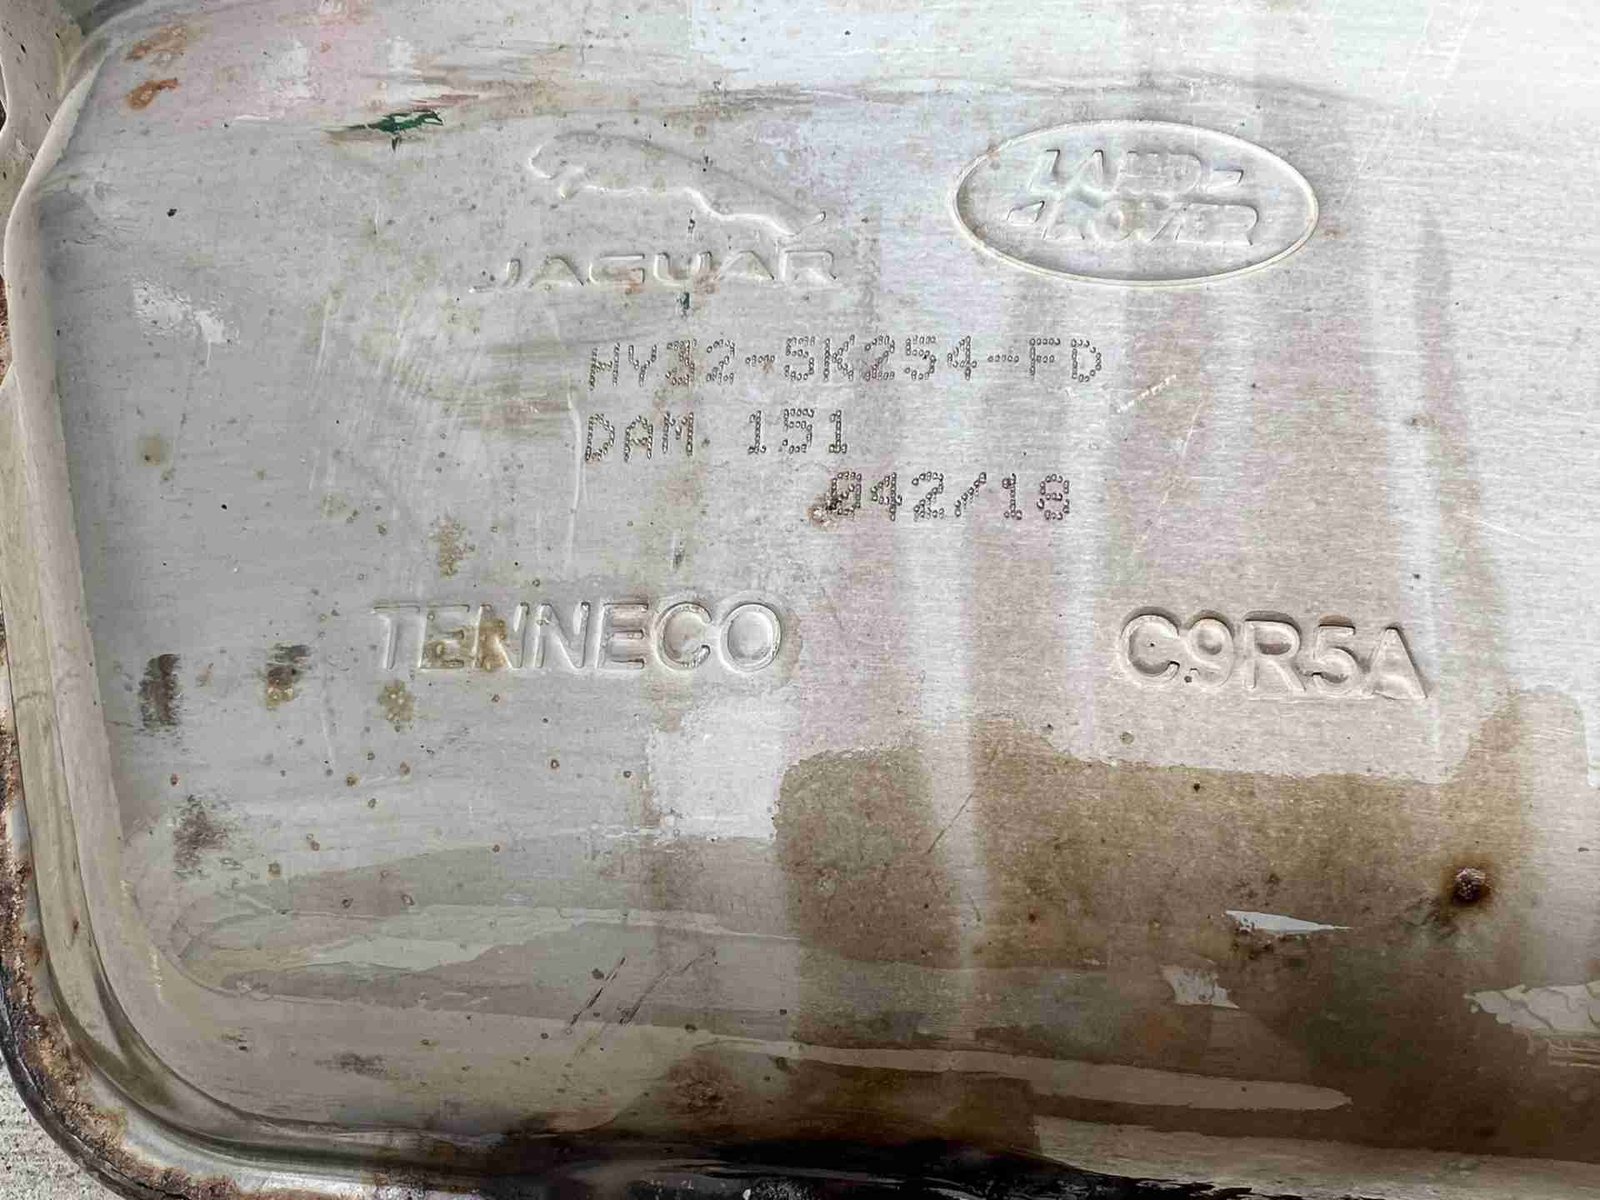 JAGUAR
LAND-
ROVER
HY32-5K254-FD
DAM 151
042/18
TENNECO
C9R5A